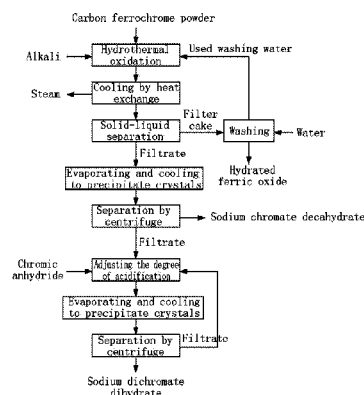 Carbon ferrochrome powder
Alkali
Hydrothermal
oxidation
Used washing water
Steam
Cooling by heat
exchange
Solid-liquid
separation
Filter
cake
Washing
Water
Filtrate
Hydrated
ferric oxide
Evaporating and cooling
to precipitate crystals
Separation by
centrifuge
Sodium chromate decahydrate
Filtrate
Chromic
anhydride
Adjusting the degree
of acidification
Evaporating and cooling
to precipitate crystals
Filtrate
Separation by
centrifuge
Sodium dichromate
dihydrate